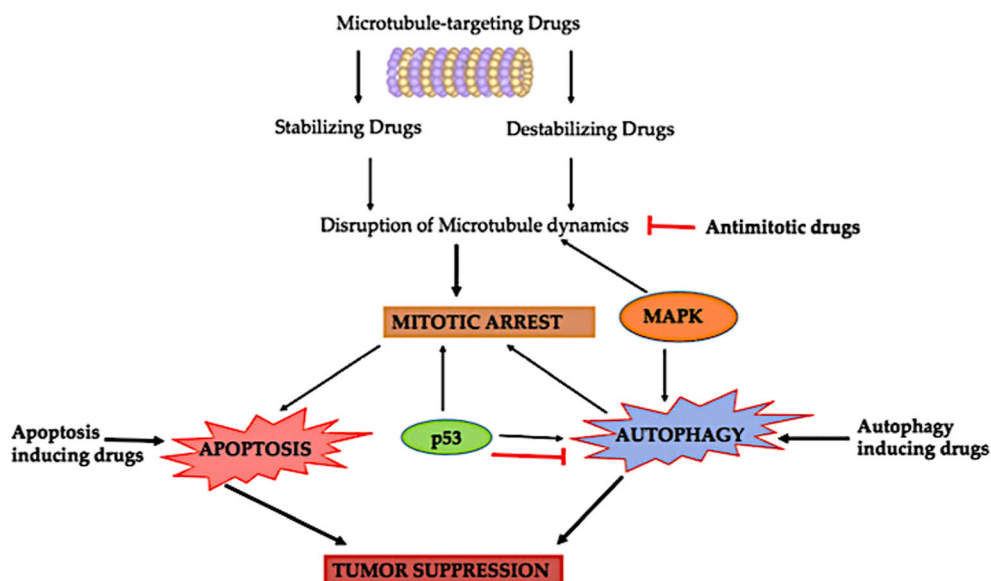 Microtubule-targeting Drugs
Stabilizing Drugs
Destabilizing Drugs
Disruption of Microtubule dynamics
Antimitotic drugs
MITOTIC ARREST
MAPK
Apoptosis
inducing drugs
APOPTOSIS
p53
AUTOPHAGY
Autophagy
inducing drugs
TUMOR SUPPRESSION